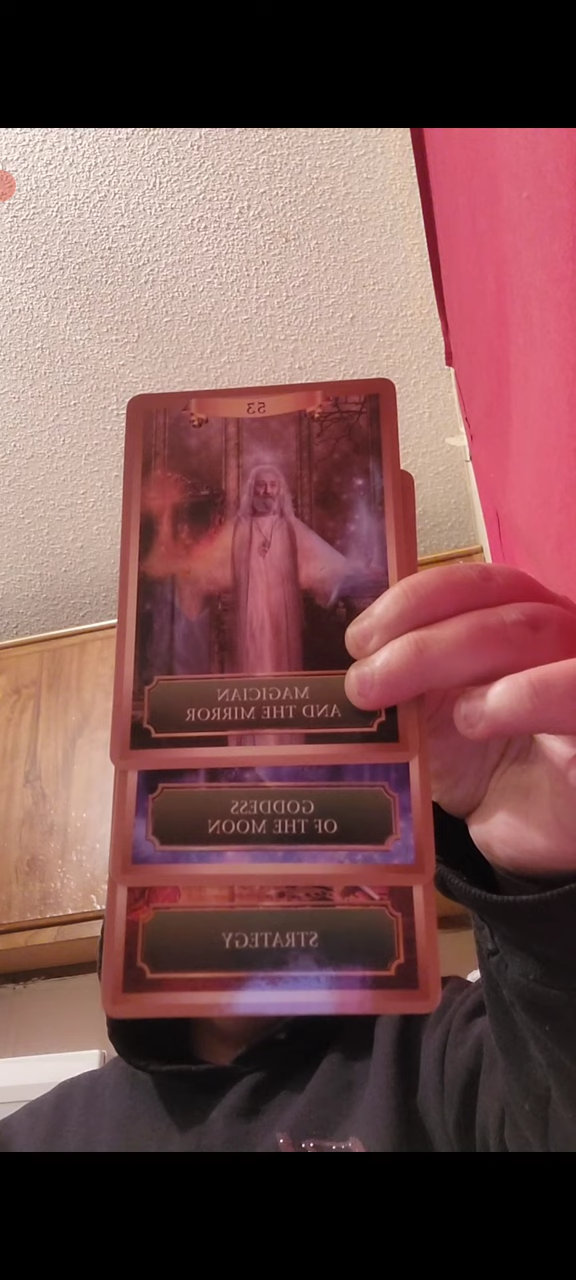 53
MAGICIAN
AND THE MIRROR
GODDESS
OF THE MOON
STRATEGY